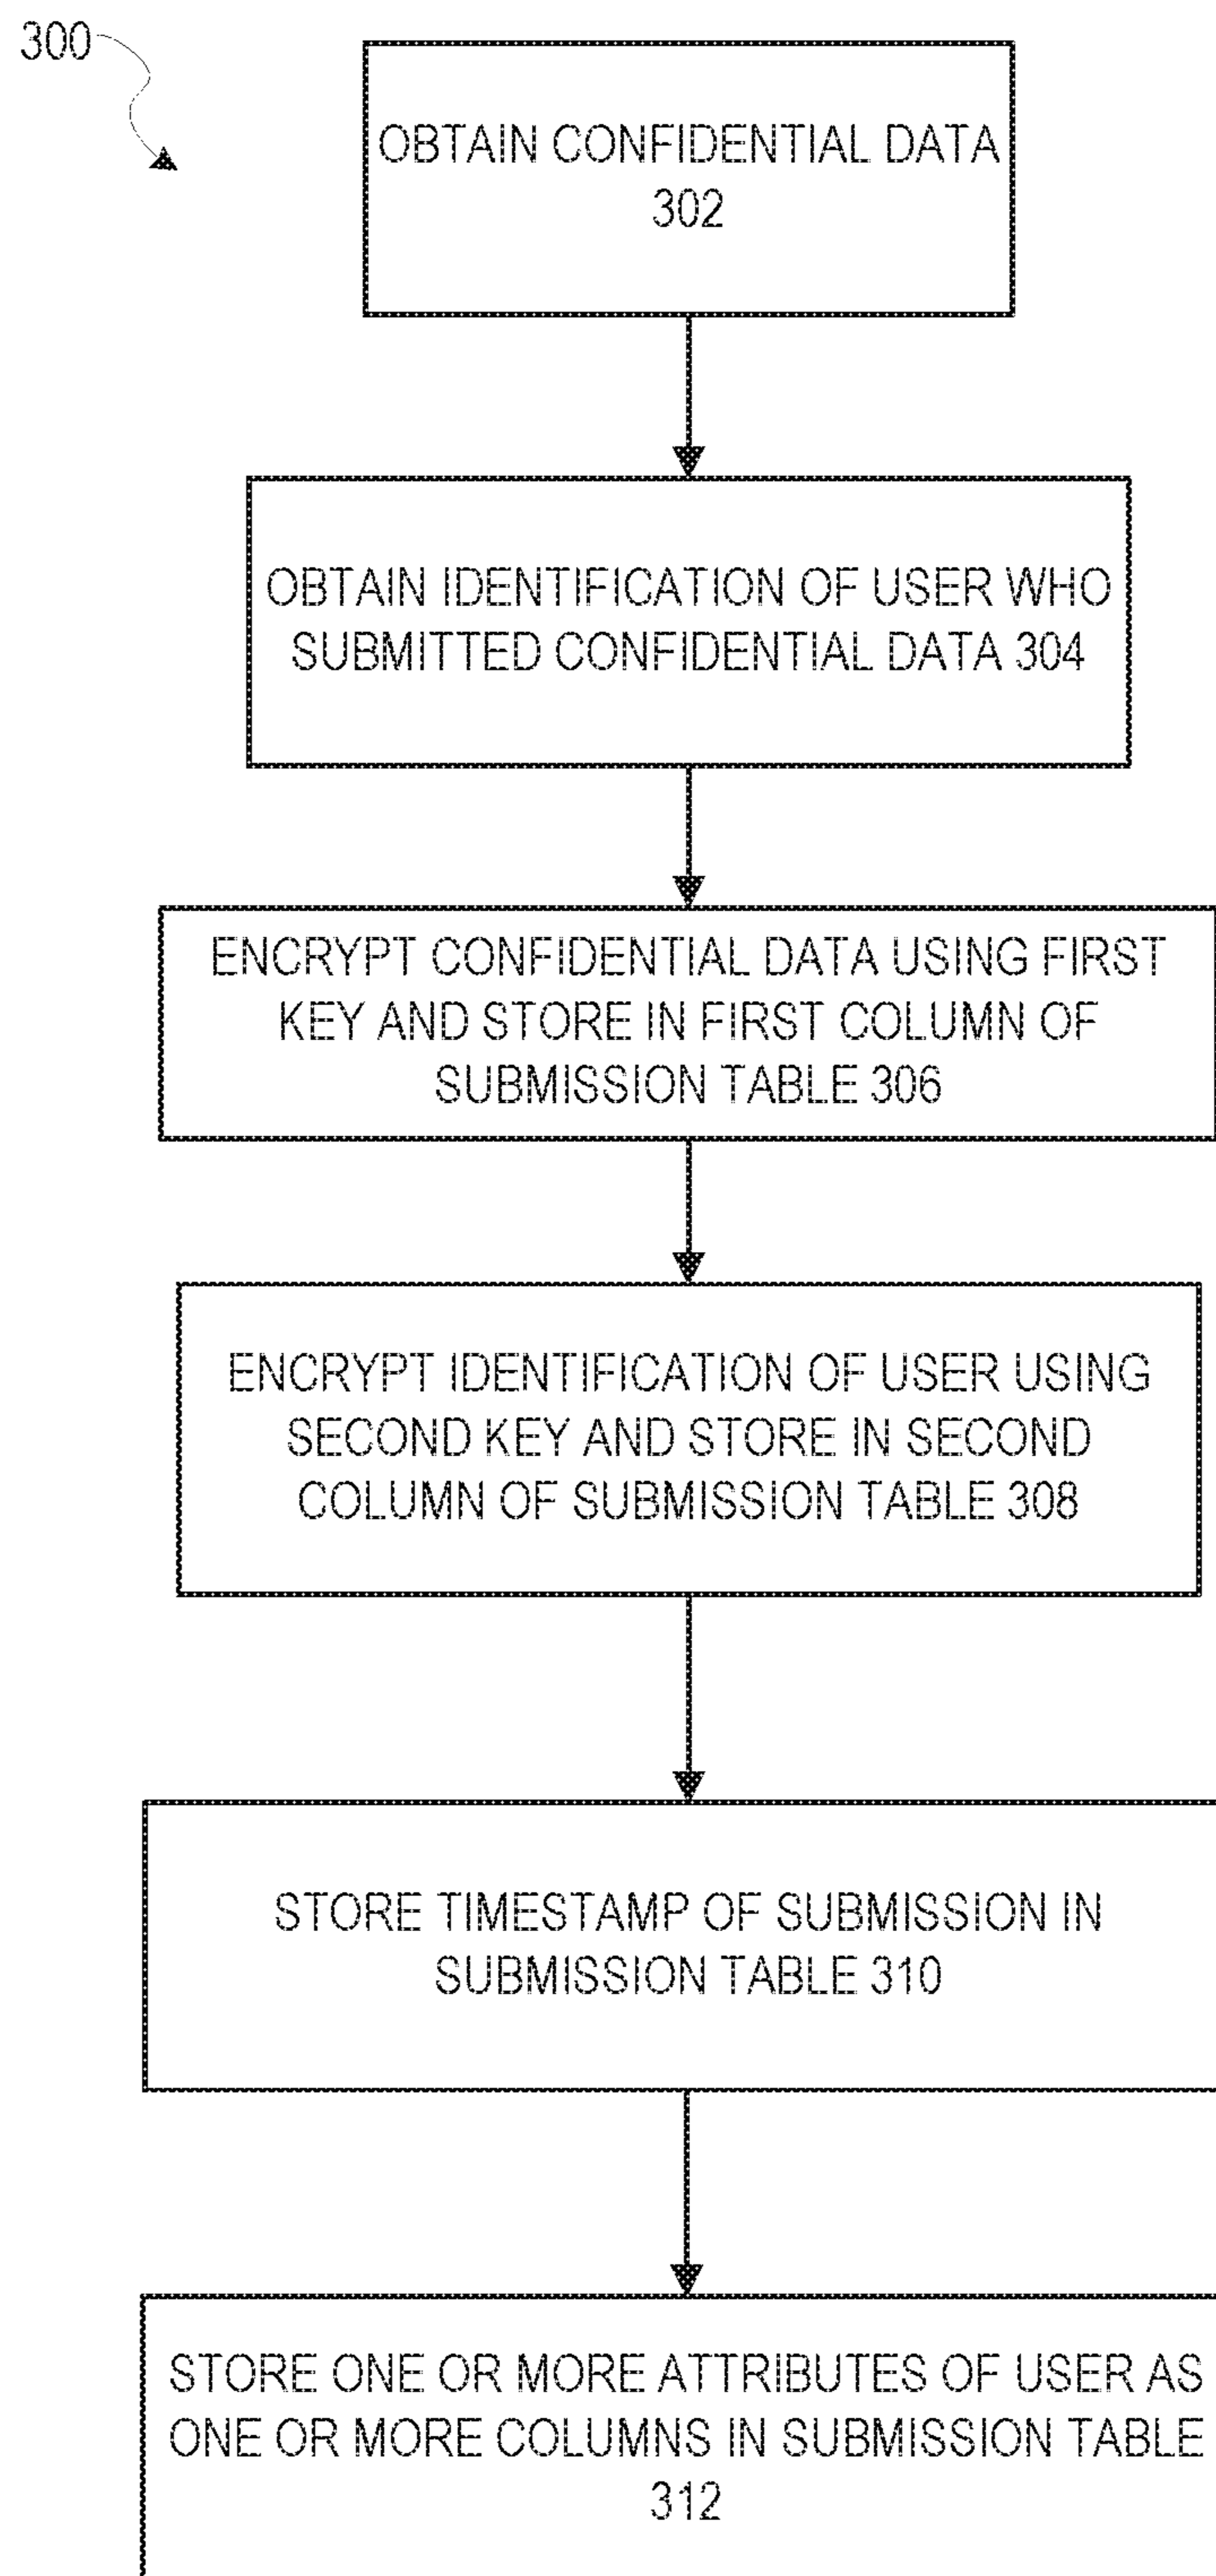 300
OBTAIN CONFIDENTIAL DATA
302
OBTAIN IDENTIFICATION OF USER WHO
SUBMITTED CONFIDENTIAL DATA 304
ENCRYPT CONFIDENTIAL DATA USING FIRST
KEY AND STORE IN FIRST COLUMN OF
SUBMISSION TABLE 306
ENCRYPT IDENTIFICATION OF USER USING
SECOND KEY AND STORE IN SECOND
COLUMN OF SUBMISSION TABLE 308
STORE TIMESTAMP OF SUBMISSION IN
SUBMISSION TABLE 310
STORE ONE OR MORE ATTRIBUTES OF USER AS
ONE OR MORE COLUMNS IN SUBMISSION TABLE
312